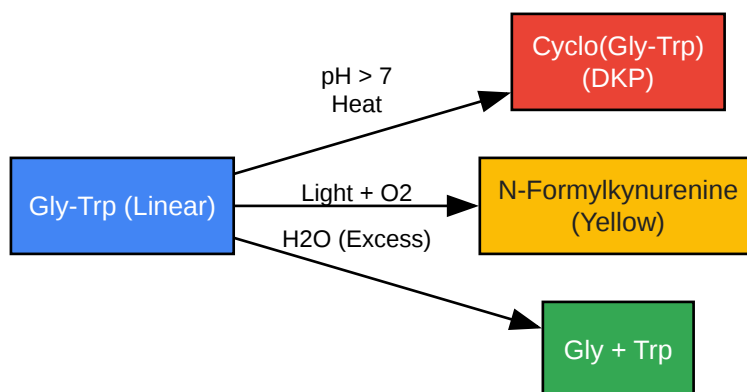 Cyclo(Gly-Trp)
(DKP)
pH > 7
Heat
Gly-Trp (Linear)
Light + O2
N-Formylkynurenine
(Yellow)
H2O (Excess)
Gly + Trp